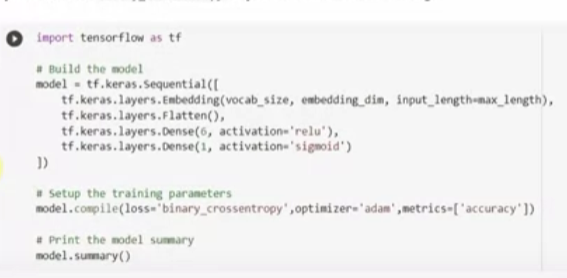 import tensorflow as tf
# Build the model
model = tf.keras.Sequential([
tf.keras.layers.Embedding(vocab_size, embedding_dim, input_length=max_length),
tf.keras.layers.Flatten(),
tf.keras.layers.Dense(6, activation='relu'),
tf.keras.layers.Dense(1, activation='sigmoid')
])
# Setup the training parameters
model.compile(loss='binary_crossentropy',optimizer='adam',metrics=['accuracy'])
# Print the model summary
model.summary()